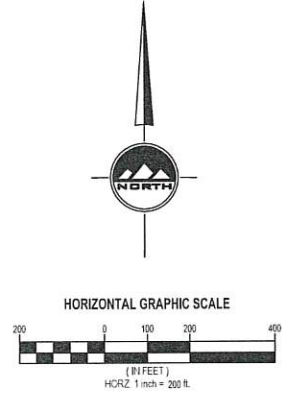 NORTH
HORIZONTAL GRAPHIC SCALE
200 0 100 200 400
( IN FEET )
HORZ. 1 inch = 200 ft.